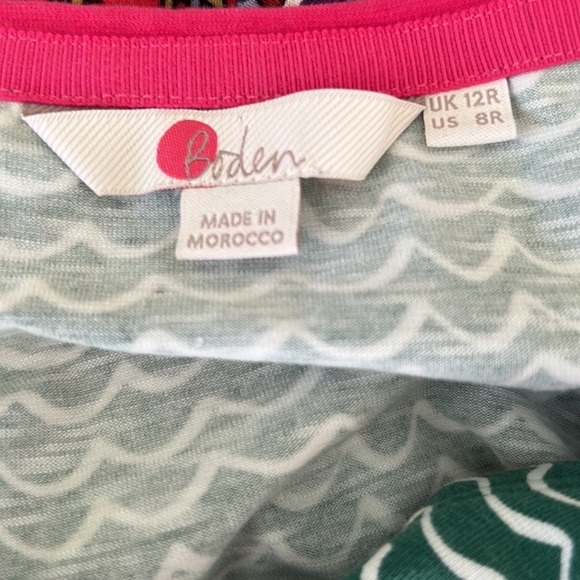 Boden
UK 12R
US 8R
MADE IN
MOROCCO